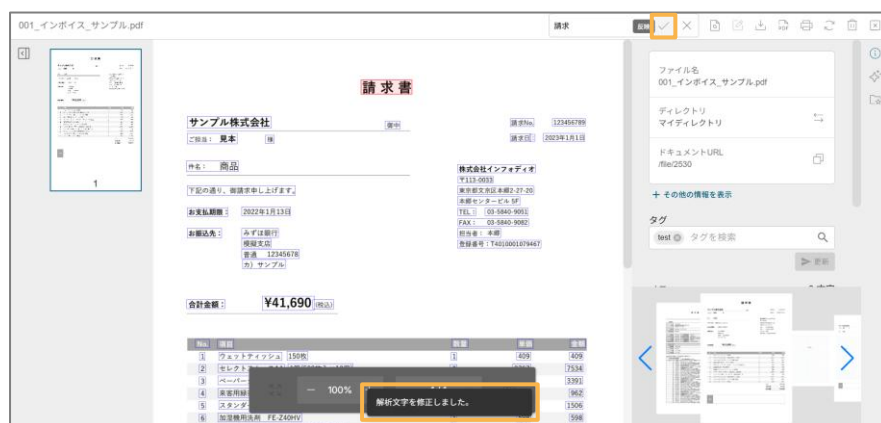 001_インボイス_サンプル.pdf
請求
反映
請求書
サンプル株式会社 御中
ご担当： 見本 様
請求No. 123456789
請求日 2023年1月1日
件名： 商品
下記の通り、御請求申し上げます。
お支払期限： 2022年1月13日
お振込先： みずほ銀行
模擬支店
普通 12345678
カ）サンプル
株式会社インフォディオ
〒113-0033
東京都文京区本郷2-27-20
本郷センタービル 5F
TEL： 03-5840-9051
FAX： 03-5840-9082
担当者： 本郷
登録番号：T4010001079467
合計金額： ¥41,690 (税込)
No. 項目 数量 単価 金額
1 ウェットティッシュ 150枚 1 409 409
2 セレクト 7534
3 ペーパー 3391
4 来客用緑 962
5 スタンダー 1506
6 加湿機用洗剤 FE-Z40HV 598
− 100%
解析文字を修正しました。
1
ファイル名
001_インボイス_サンプル.pdf
ディレクトリ
マイディレクトリ
ドキュメントURL
/file/2530
+ その他の情報を表示
タグ
test タグを検索
更新